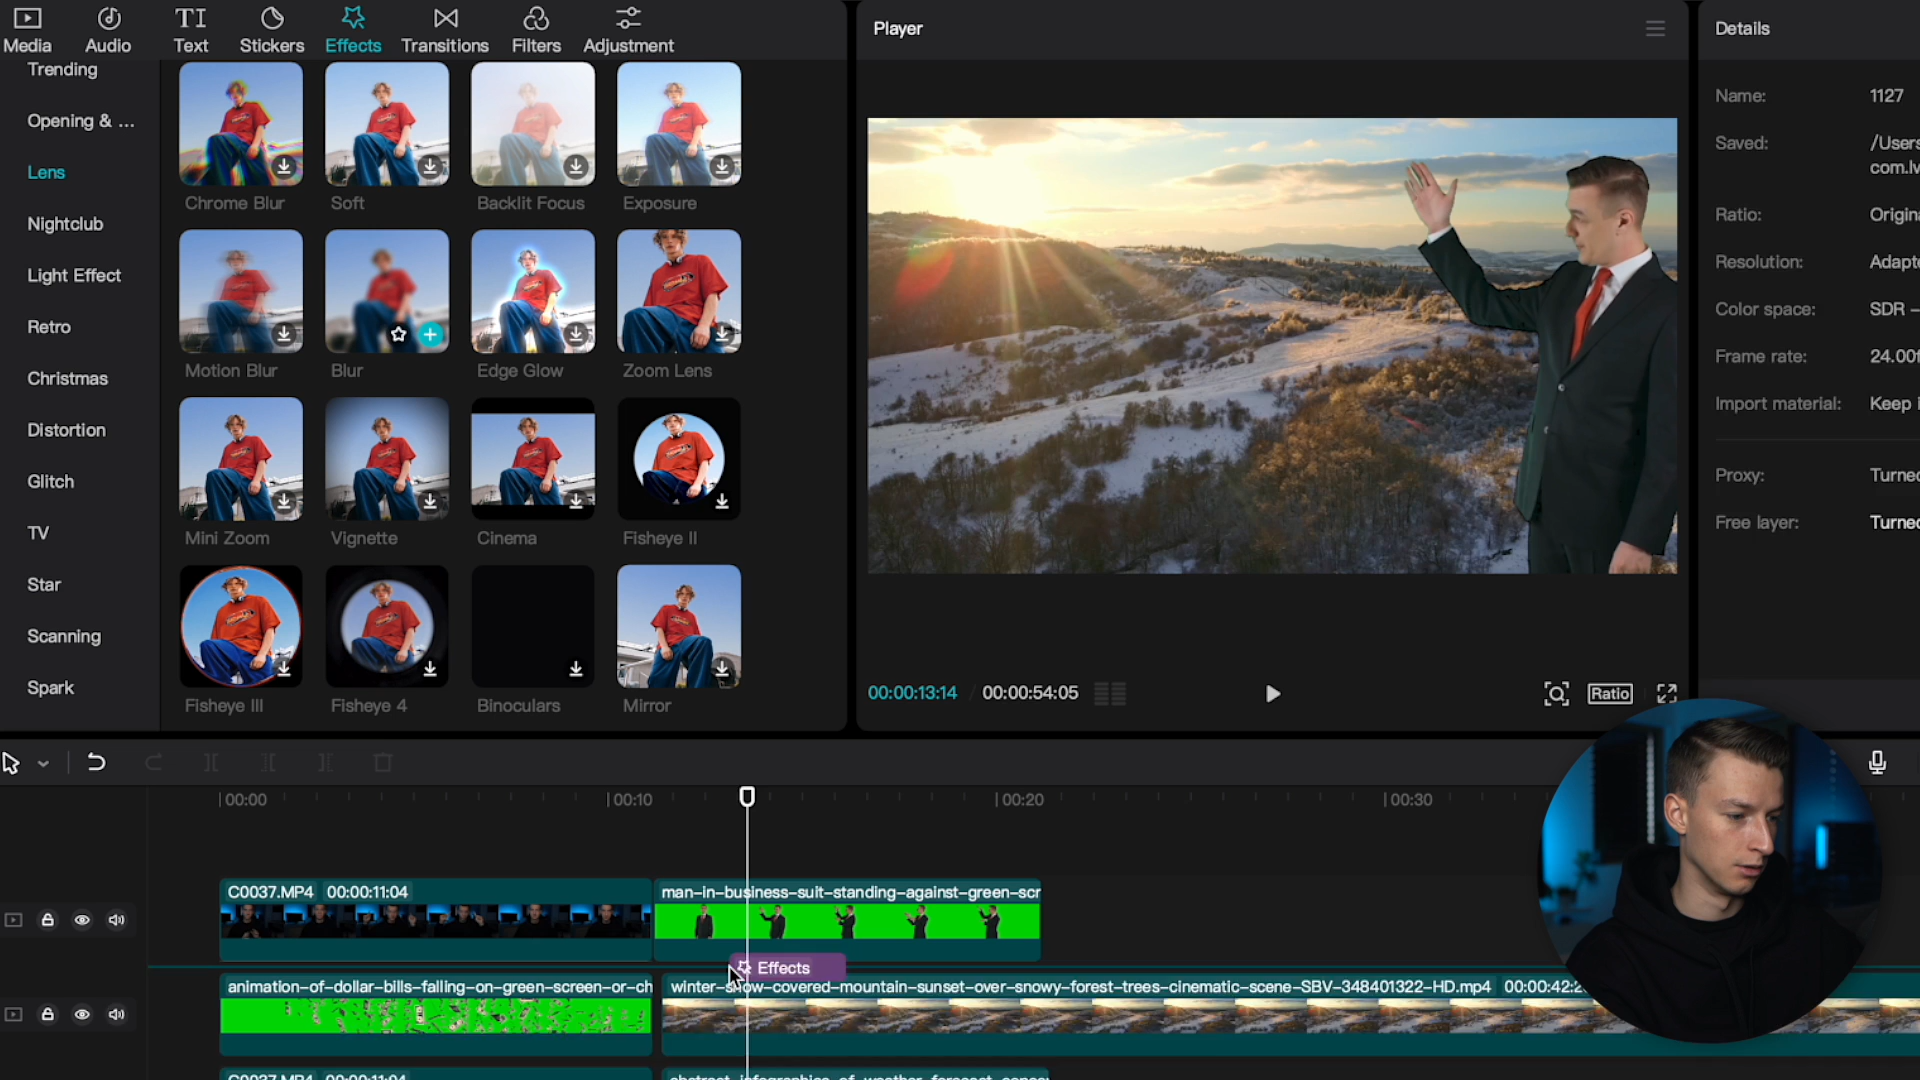 Media
Audio
Text
Stickers
Effects
Transitions
Filters
Adjustment
Trending
Opening & ...
Lens
Nightclub
Light Effect
Retro
Christmas
Distortion
Glitch
TV
Star
Scanning
Spark
Chrome Blur
Soft
Backlit Focus
Exposure
Motion Blur
Blur
Edge Glow
Zoom Lens
Mini Zoom
Vignette
Cinema
Fisheye II
Fisheye III
Fisheye 4
Binoculars
Mirror
Player
00:00:13:14 / 00:00:54:05
Ratio
Details
Name: 1127
Saved: /Users
com.lv
Ratio: Origin
Resolution: Adapte
Color space: SDR –
Frame rate: 24.00f
Import material: Keep
Proxy: Turned
Free layer: Turned
00:00
00:10
00:20
00:30
C0037.MP4 00:00:11:04
man-in-business-suit-standing-against-green-scr
Effects
animation-of-dollar-bills-falling-on-green-screen-or-ch
winter-snow-covered-mountain-sunset-over-snowy-forest-trees-cinematic-scene-SBV-348401322-HD.mp4 00:00:42:2
C0037.MP4 00:00:11:04